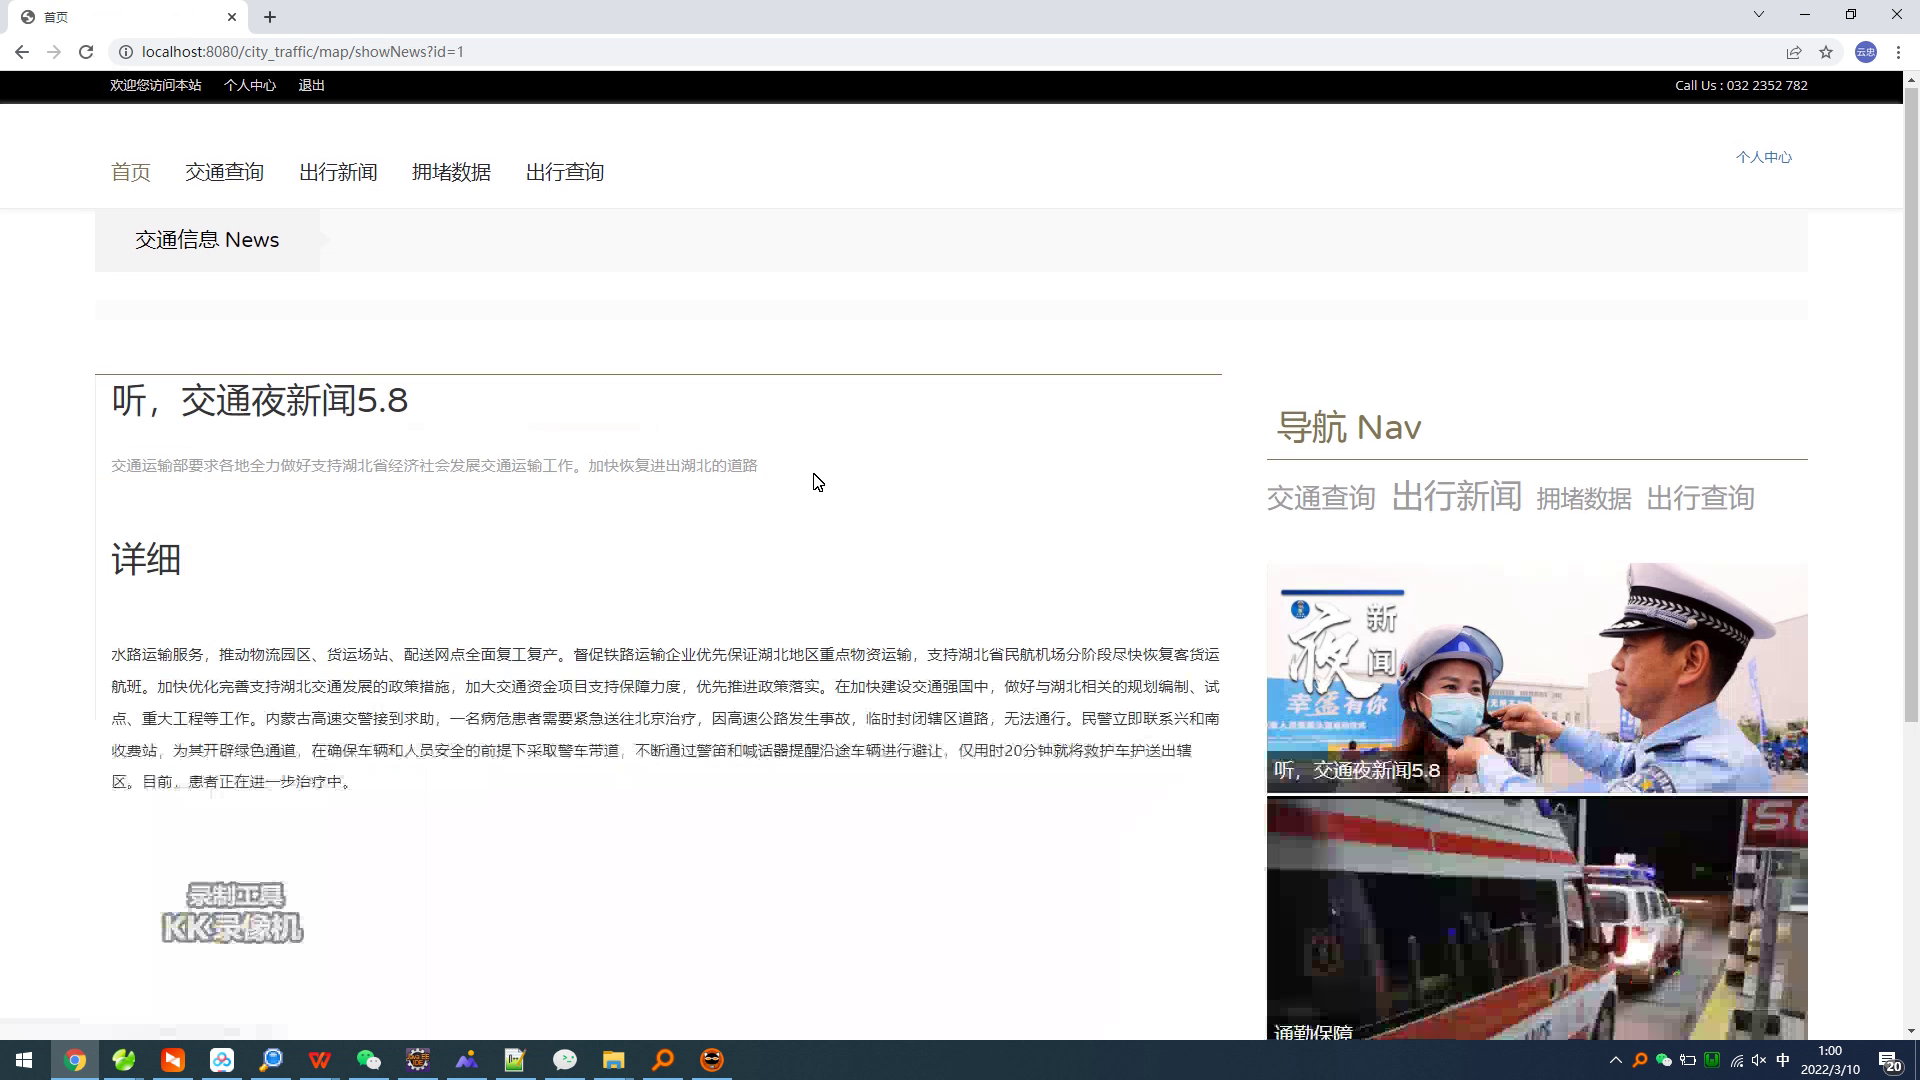 首页
localhost:8080/city_traffic/map/showNews?id=1
云忠
欢迎您访问本站 个人中心 退出
Call Us : 032 2352 782
首页 交通查询 出行新闻 拥堵数据 出行查询
个人中心
交通信息 News
听，交通夜新闻5.8
交通运输部要求各地全力做好支持湖北省经济社会发展交通运输工作。加快恢复进出湖北的道路
详细
水路运输服务，推动物流园区、货运场站、配送网点全面复工复产。督促铁路运输企业优先保证湖北地区重点物资运输，支持湖北省民航机场分阶段尽快恢复客货运
航班。加快优化完善支持湖北交通发展的政策措施，加大交通资金项目支持保障力度，优先推进政策落实。在加快建设交通强国中，做好与湖北相关的规划编制、试
点、重大工程等工作。内蒙古高速交警接到求助，一名病危患者需要紧急送往北京治疗，因高速公路发生事故，临时封闭辖区道路，无法通行。民警立即联系兴和南
收费站，为其开辟绿色通道，在确保车辆和人员安全的前提下采取警车带道，不断通过警笛和喊话器提醒沿途车辆进行避让，仅用时20分钟就将救护车护送出辖
区。目前，患者正在进一步治疗中。
导航 Nav
交通查询 出行新闻 拥堵数据 出行查询
夜新闻
幸盔有你
听，交通夜新闻5.8
通勤保障
录制工具
KK录像机
中
1:00
2022/3/10
20